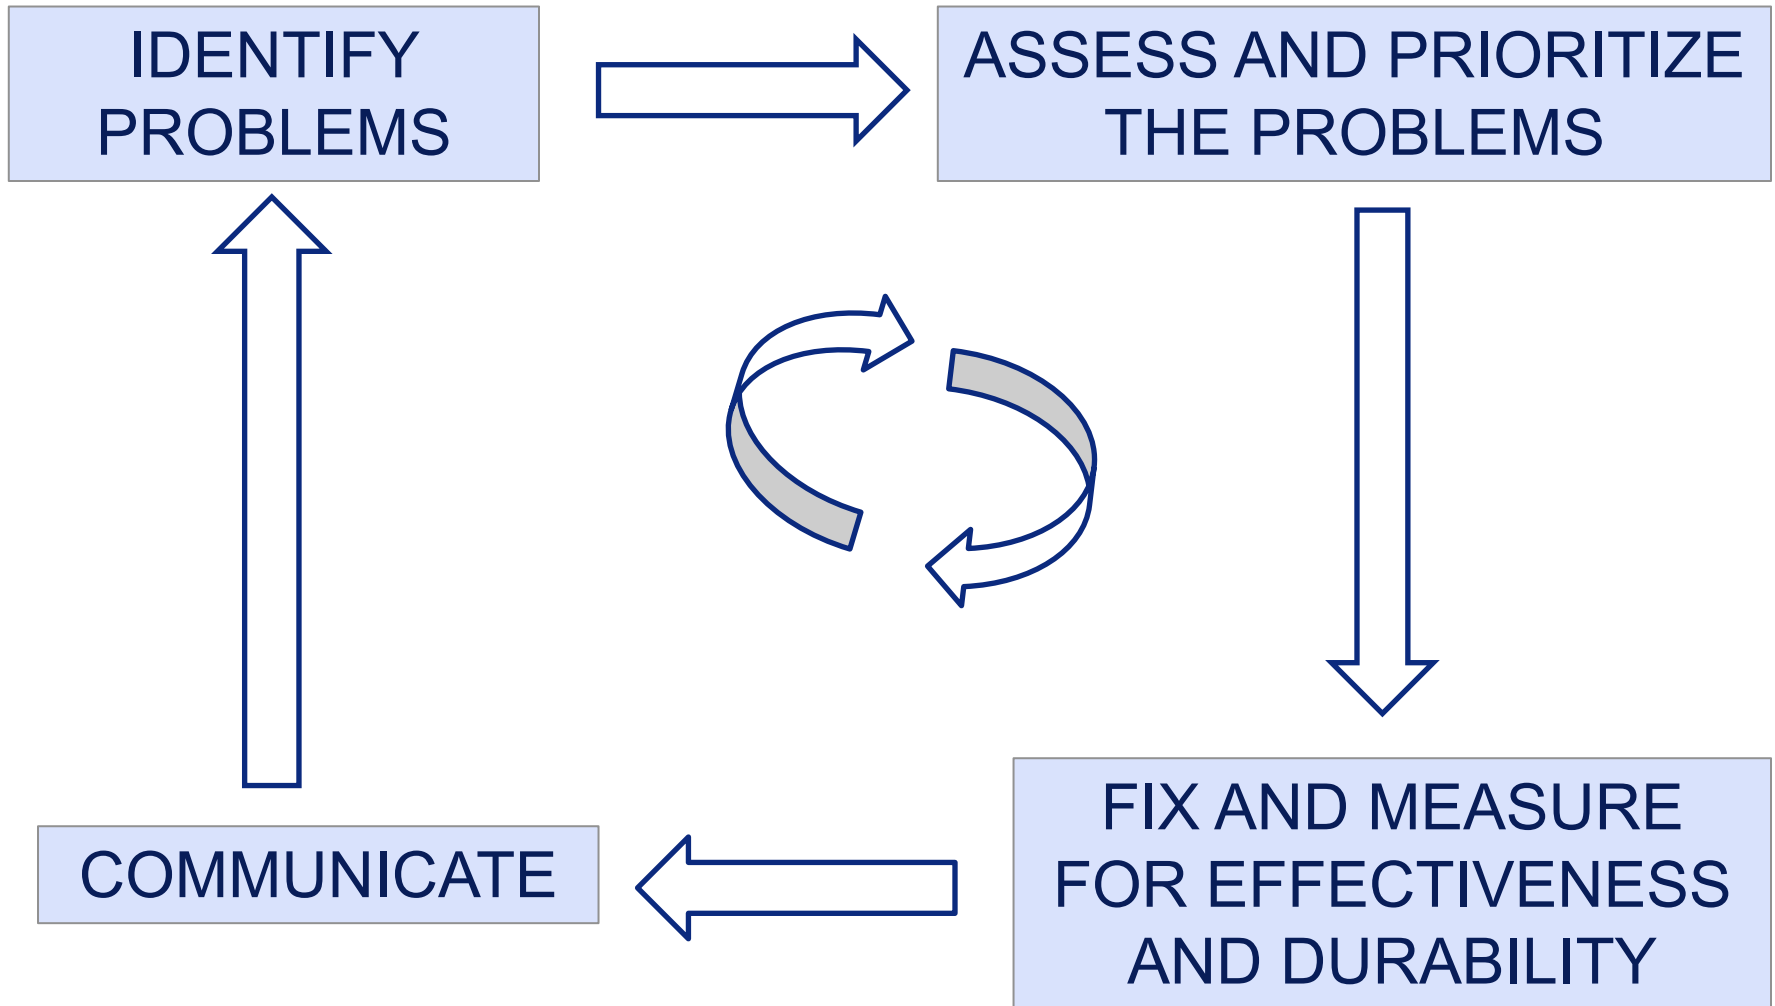 IDENTIFY
PROBLEMS
ASSESS AND PRIORITIZE
THE PROBLEMS
FIX AND MEASURE
FOR EFFECTIVENESS
AND DURABILITY
COMMUNICATE